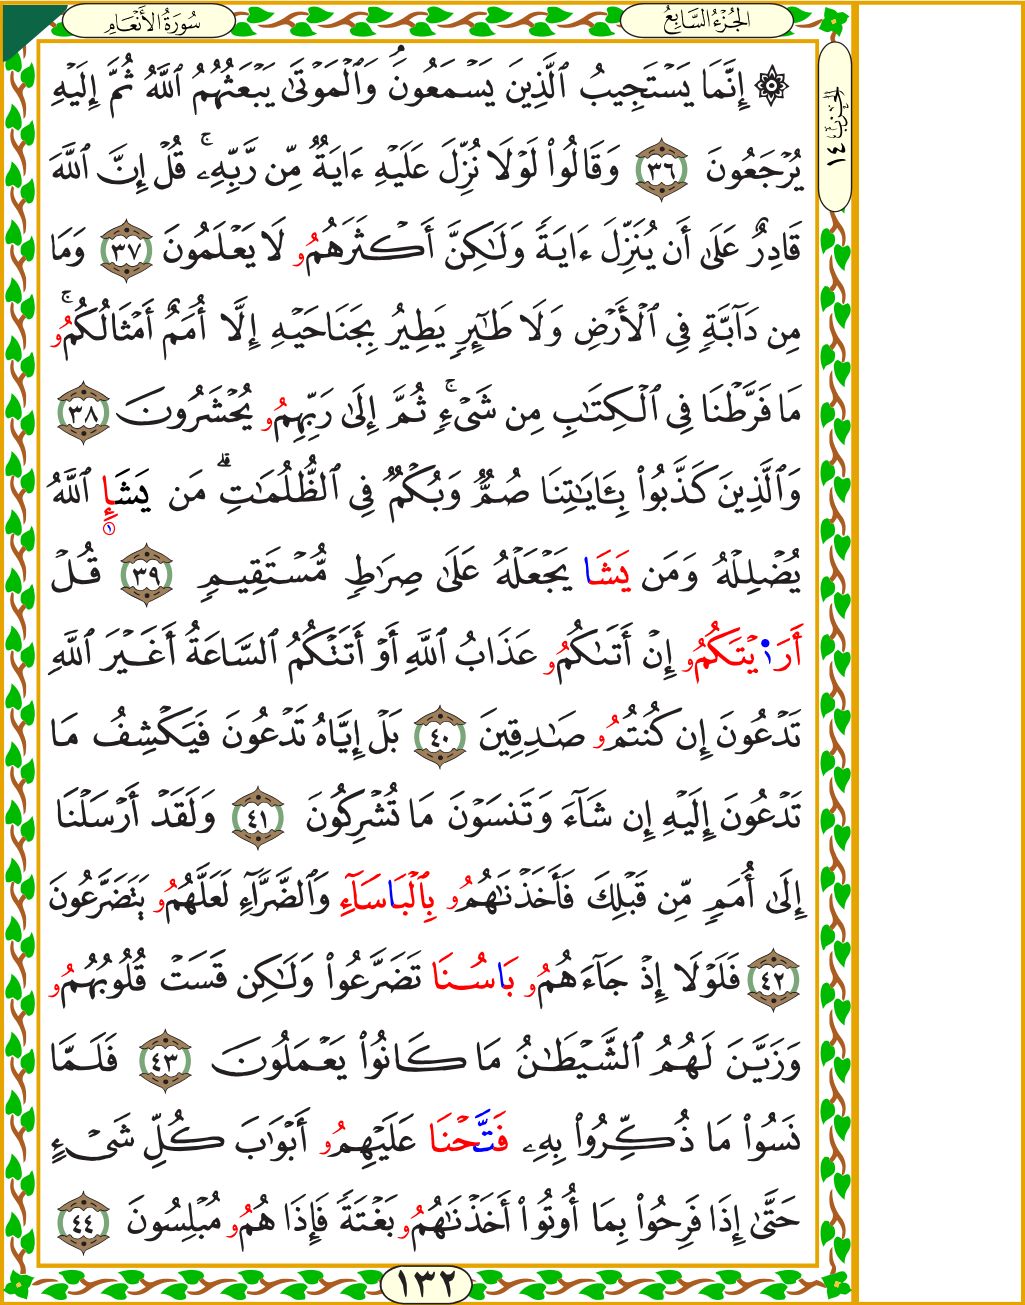 الجُزْءُ السَّابِعُ
سُورَةُ الأَنْعَامِ
الحِزْبُ ١٤
۞ إِنَّمَا يَسْتَجِيبُ ٱلَّذِينَ يَسْمَعُونَۘ وَٱلْمَوْتَىٰ يَبْعَثُهُمُ ٱللَّهُ ثُمَّ إِلَيْهِ
يُرْجَعُونَ ٣٦ وَقَالُوا۟ لَوْلَا نُزِّلَ عَلَيْهِ ءَايَةٌ مِّن رَّبِّهِۦۚ قُلْ إِنَّ ٱللَّهَ
قَادِرٌ عَلَىٰ أَن يُنَزِّلَ ءَايَةً وَلَـٰكِنَّ أَكْثَرَهُمُۥ لَا يَعْلَمُونَ ٣٧ وَمَا
مِن دَآبَّةٍ فِى ٱلْأَرْضِ وَلَا طَـٰٓئِرٍ يَطِيرُ بِجَنَاحَيْهِ إِلَّآ أُمَمٌ أَمْثَالُكُمُۥۚ
مَا فَرَّطْنَا فِى ٱلْكِتَـٰبِ مِن شَىْءٍۚ ثُمَّ إِلَىٰ رَبِّهِمُۥ يُحْشَرُونَ ٣٨
وَٱلَّذِينَ كَذَّبُوا۟ بِـَٔايَـٰتِنَا صُمٌّ وَبُكْمٌ فِى ٱلظُّلُمَـٰتِۗ مَن يَشَإِ ٱللَّهُ
١
يُضْلِلْهُ وَمَن يَشَا يَجْعَلْهُ عَلَىٰ صِرَٰطٍ مُّسْتَقِيمٍ ٣٩ قُلْ
أَرَا۬يْتَكُمُۥ إِنْ أَتَىٰكُمُۥ عَذَابُ ٱللَّهِ أَوْ أَتَتْكُمُ ٱلسَّاعَةُ أَغَيْرَ ٱللَّهِ
تَدْعُونَ إِن كُنتُمُۥ صَـٰدِقِينَ ٤٠ بَلْ إِيَّاهُ تَدْعُونَ فَيَكْشِفُ مَا
تَدْعُونَ إِلَيْهِ إِن شَآءَ وَتَنسَوْنَ مَا تُشْرِكُونَ ٤١ وَلَقَدْ أَرْسَلْنَا
إِلَىٰٓ أُمَمٍ مِّن قَبْلِكَ فَأَخَذْنَـٰهُمُۥ بِٱلْبَاسَآءِ وَٱلضَّرَّآءِ لَعَلَّهُمُۥ يَتَضَرَّعُونَ
٤٢ فَلَوْلَآ إِذْ جَآءَهُمُۥ بَاسُنَا تَضَرَّعُوا۟ وَلَـٰكِن قَسَتْ قُلُوبُهُمُۥ
وَزَيَّنَ لَهُمُ ٱلشَّيْطَـٰنُ مَا كَانُوا۟ يَعْمَلُونَ ٤٣ فَلَمَّا
نَسُوا۟ مَا ذُكِّرُوا۟ بِهِۦ فَتَّحْنَا عَلَيْهِمُۥ أَبْوَٰبَ كُلِّ شَىْءٍ
حَتَّىٰٓ إِذَا فَرِحُوا۟ بِمَآ أُوتُوٓا۟ أَخَذْنَـٰهُمُۥ بَغْتَةً فَإِذَا هُمُۥ مُبْلِسُونَ ٤٤
١٣٢